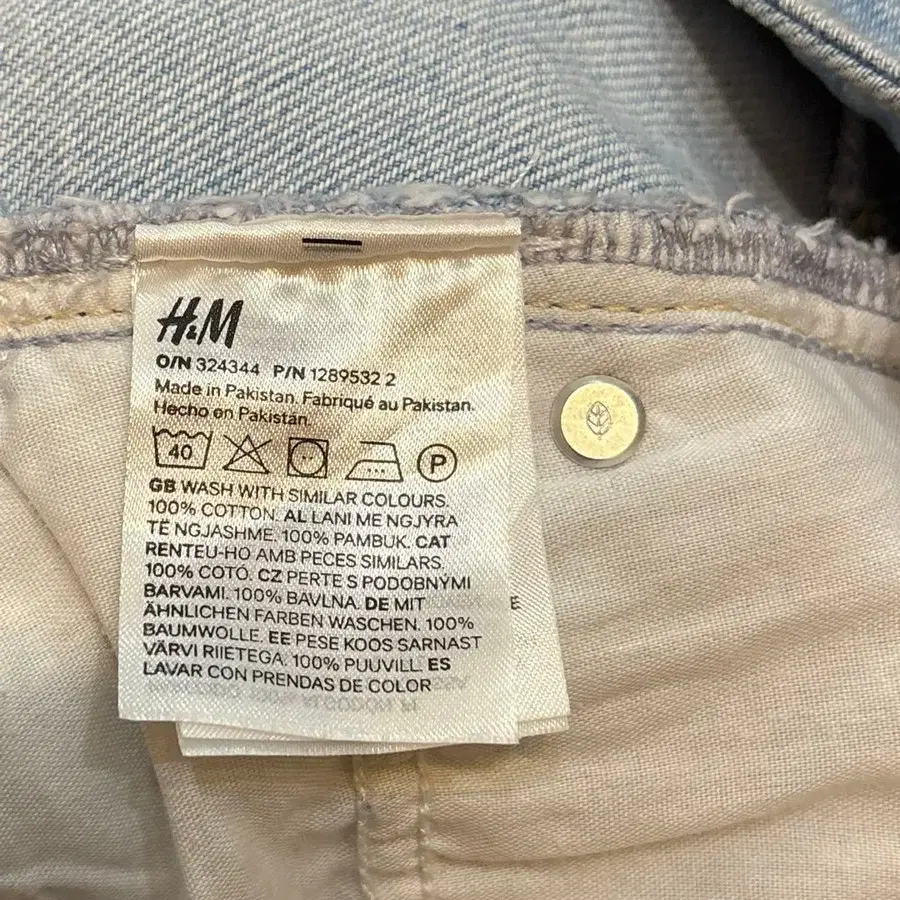 H&M
O/N 324344 P/N 1289532 2
Made in Pakistan. Fabriqué au Pakistan.
Hecho en Pakistán.
40 P
GB WASH WITH SIMILAR COLOURS.
100% COTTON. AL LANI ME NGJYRA
TË NGJASHME. 100% PAMBUK. CAT
RENTEU-HO AMB PECES SIMILARS.
100% COTÓ. CZ PERTE S PODOBNÝMI
BARVAMI. 100% BAVLNA. DE MIT
ÄHNLICHEN FARBEN WASCHEN. 100%
BAUMWOLLE. EE PESE KOOS SARNAST
VÄRVI RIIETEGA. 100% PUUVILL. ES
LAVAR CON PRENDAS DE COLOR